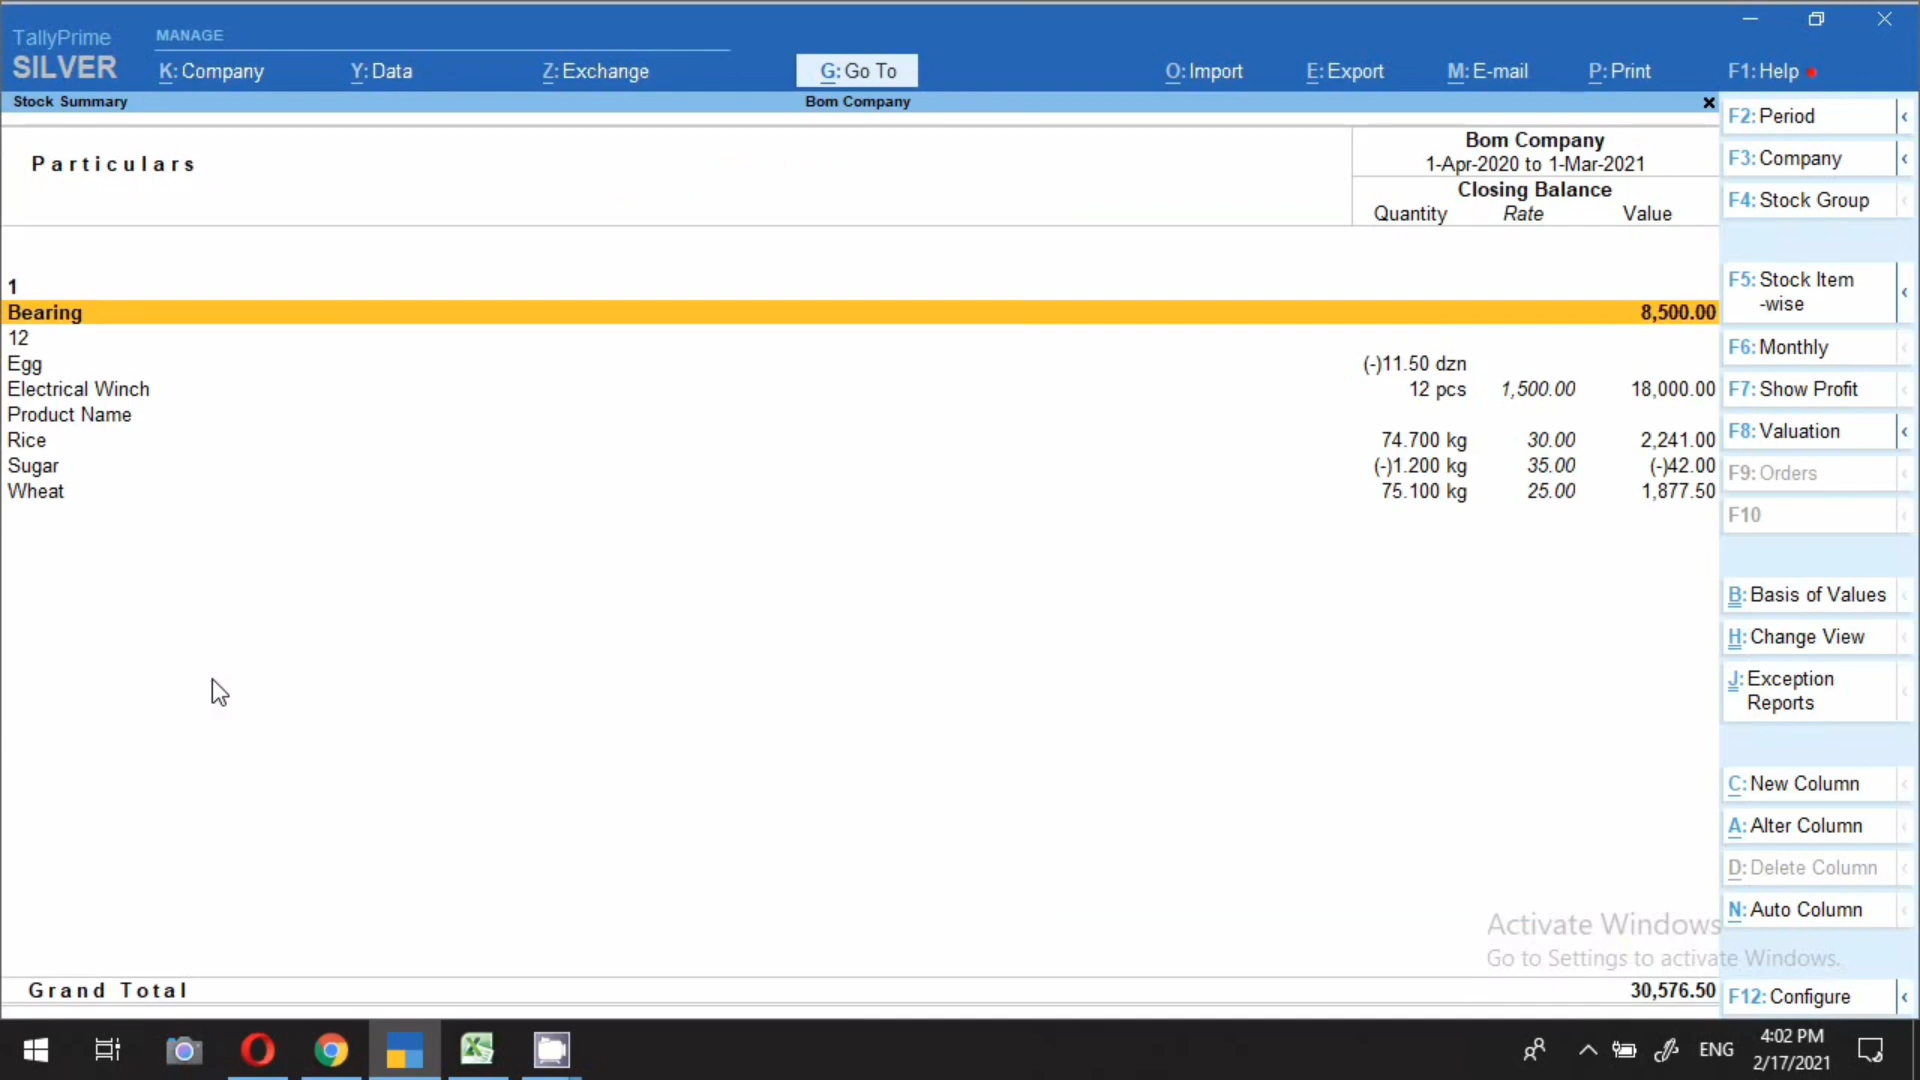 TallyPrime
SILVER
MANAGE
K: Company
Y: Data
Z: Exchange
G: Go To
O: Import
E: Export
M: E-mail
P: Print
F1: Help
Stock Summary
Bom Company
Particulars
Bom Company
1-Apr-2020 to 1-Mar-2021
Closing Balance
Quantity Rate Value
1
Bearing 8,500.00
12
Egg (-)11.50 dzn
Electrical Winch 12 pcs 1,500.00 18,000.00
Product Name
Rice 74.700 kg 30.00 2,241.00
Sugar (-)1.200 kg 35.00 (-)42.00
Wheat 75.100 kg 25.00 1,877.50
Grand Total 30,576.50
F2: Period
F3: Company
F4: Stock Group
F5: Stock Item
-wise
F6: Monthly
F7: Show Profit
F8: Valuation
F9: Orders
F10
B: Basis of Values
H: Change View
J: Exception
Reports
C: New Column
A: Alter Column
D: Delete Column
N: Auto Column
F12: Configure
Activate Windows
Go to Settings to activate Windows.
ENG
4:02 PM
2/17/2021